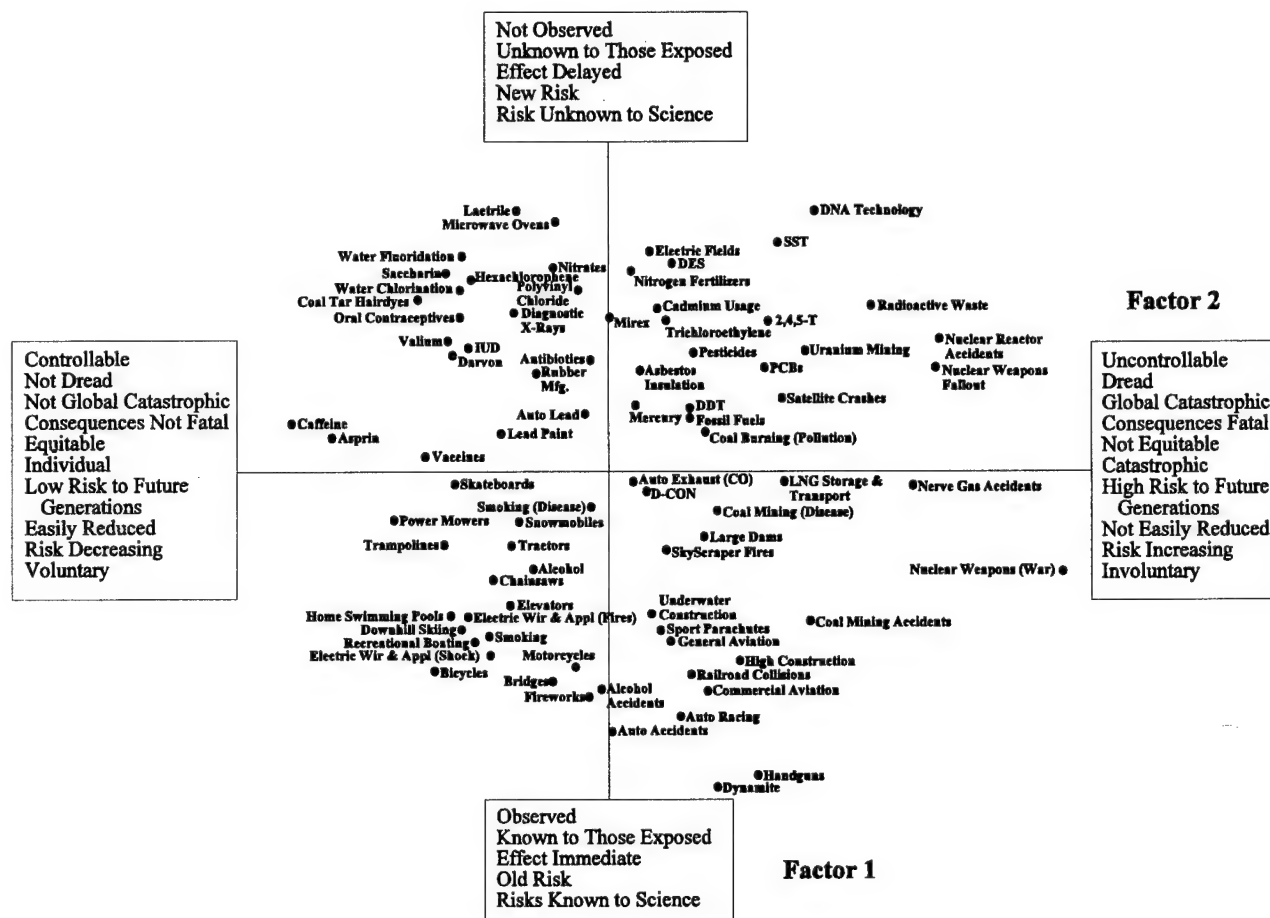 Not Observed
Unknown to Those Exposed
Effect Delayed
New Risk
Risk Unknown to Science
Laetrile
Microwave Ovens
DNA Technology
SST
Water Fluoridation
Electric Fields
DES
Nitrates
Saccharin
Hexachlorophene
Nitrogen Fertilizers
Water Chlorination
Polyvinyl
Chloride
Coal Tar Hairdyes
Cadmium Usage
Radioactive Waste
Factor 2
Oral Contraceptives
Diagnostic
X-Rays
Mirex
Trichloroethylene
2,4,5-T
Valium
IUD
Darvon
Antibiotics
Rubber
Mfg.
Pesticides
Uranium Mining
Nuclear Reactor
Accidents
Asbestos
Insulation
PCBs
Nuclear Weapons
Fallout
Controllable
Not Dread
Not Global Catastrophic
Consequences Not Fatal
Equitable
Individual
Low Risk to Future
Generations
Easily Reduced
Risk Decreasing
Voluntary
Uncontrollable
Dread
Global Catastrophic
Consequences Fatal
Not Equitable
Catastrophic
High Risk to Future
Generations
Not Easily Reduced
Risk Increasing
Involuntary
Satellite Crashes
Auto Lead
Mercury
DDT
Fossil Fuels
Caffeine
Asprin
Lead Paint
Coal Burning (Pollution)
Vaccines
Skateboards
Auto Exhaust (CO)
D-CON
LNG Storage &
Transport
Nerve Gas Accidents
Smoking (Disease)
Coal Mining (Disease)
Power Mowers
Snowmobiles
Large Dams
Trampolines
Tractors
SkyScraper Fires
Alcohol
Chainsaws
Nuclear Weapons (War)
Elevators
Home Swimming Pools
Electric Wir & Appl (Fires)
Underwater
Construction
Coal Mining Accidents
Downhill Skiing
Sport Parachutes
Recreational Boating
Smoking
General Aviation
Electric Wir & Appl (Shock)
Motorcycles
High Construction
Bicycles
Railroad Collisions
Bridges
Alcohol
Accidents
Commercial Aviation
Fireworks
Auto Racing
Auto Accidents
Handguns
Dynamite
Observed
Known to Those Exposed
Effect Immediate
Old Risk
Risks Known to Science
Factor 1